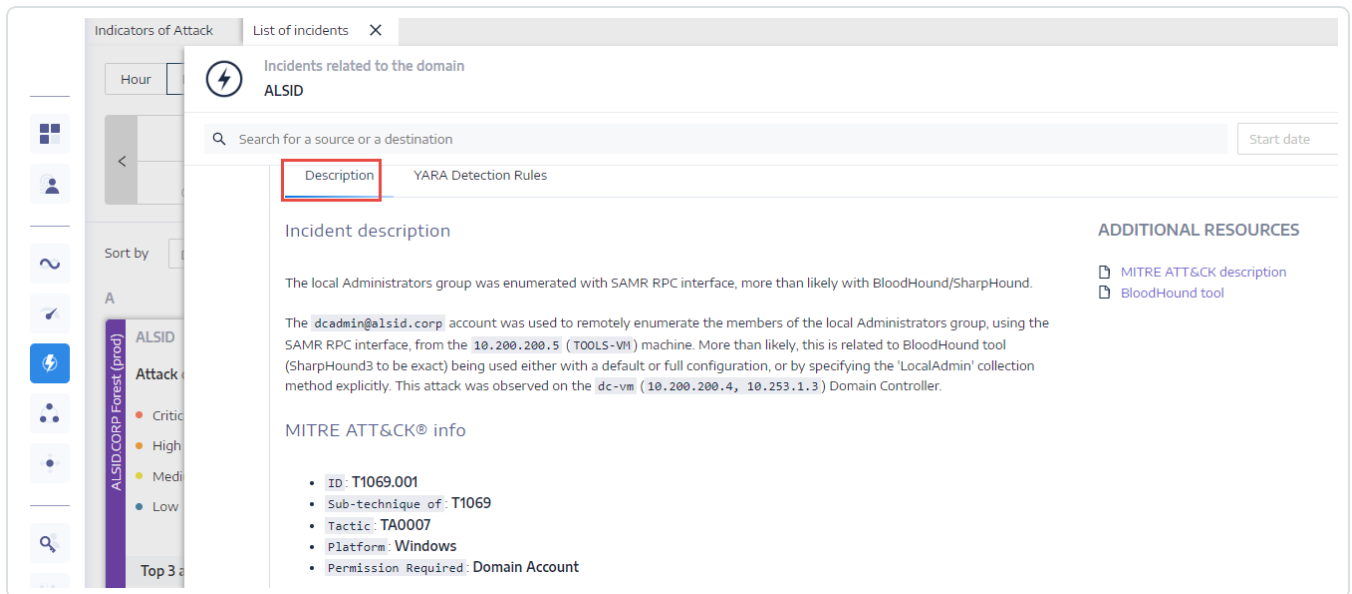 Indicators of Attack
List of incidents
Hour
Incidents related to the domain
ALSID
Search for a source or a destination
Start date
Description
YARA Detection Rules
Sort by
A
ALSID.CORP Forest (prod)
ALSID
Attack
Critic
High
Medi
Low
Top 3 a
Incident description
The local Administrators group was enumerated with SAMR RPC interface, more than likely with BloodHound/SharpHound.
The dcadmin@alsid.corp account was used to remotely enumerate the members of the local Administrators group, using the
SAMR RPC interface, from the 10.200.200.5 (TOOLS-VM) machine. More than likely, this is related to BloodHound tool
(SharpHound3 to be exact) being used either with a default or full configuration, or by specifying the 'LocalAdmin' collection
method explicitly. This attack was observed on the dc-vm (10.200.200.4, 10.253.1.3) Domain Controller.
MITRE ATT&CK® info
• ID: T1069.001
• Sub-technique of: T1069
• Tactic: TA0007
• Platform: Windows
• Permission Required: Domain Account
ADDITIONAL RESOURCES
MITRE ATT&CK description
BloodHound tool